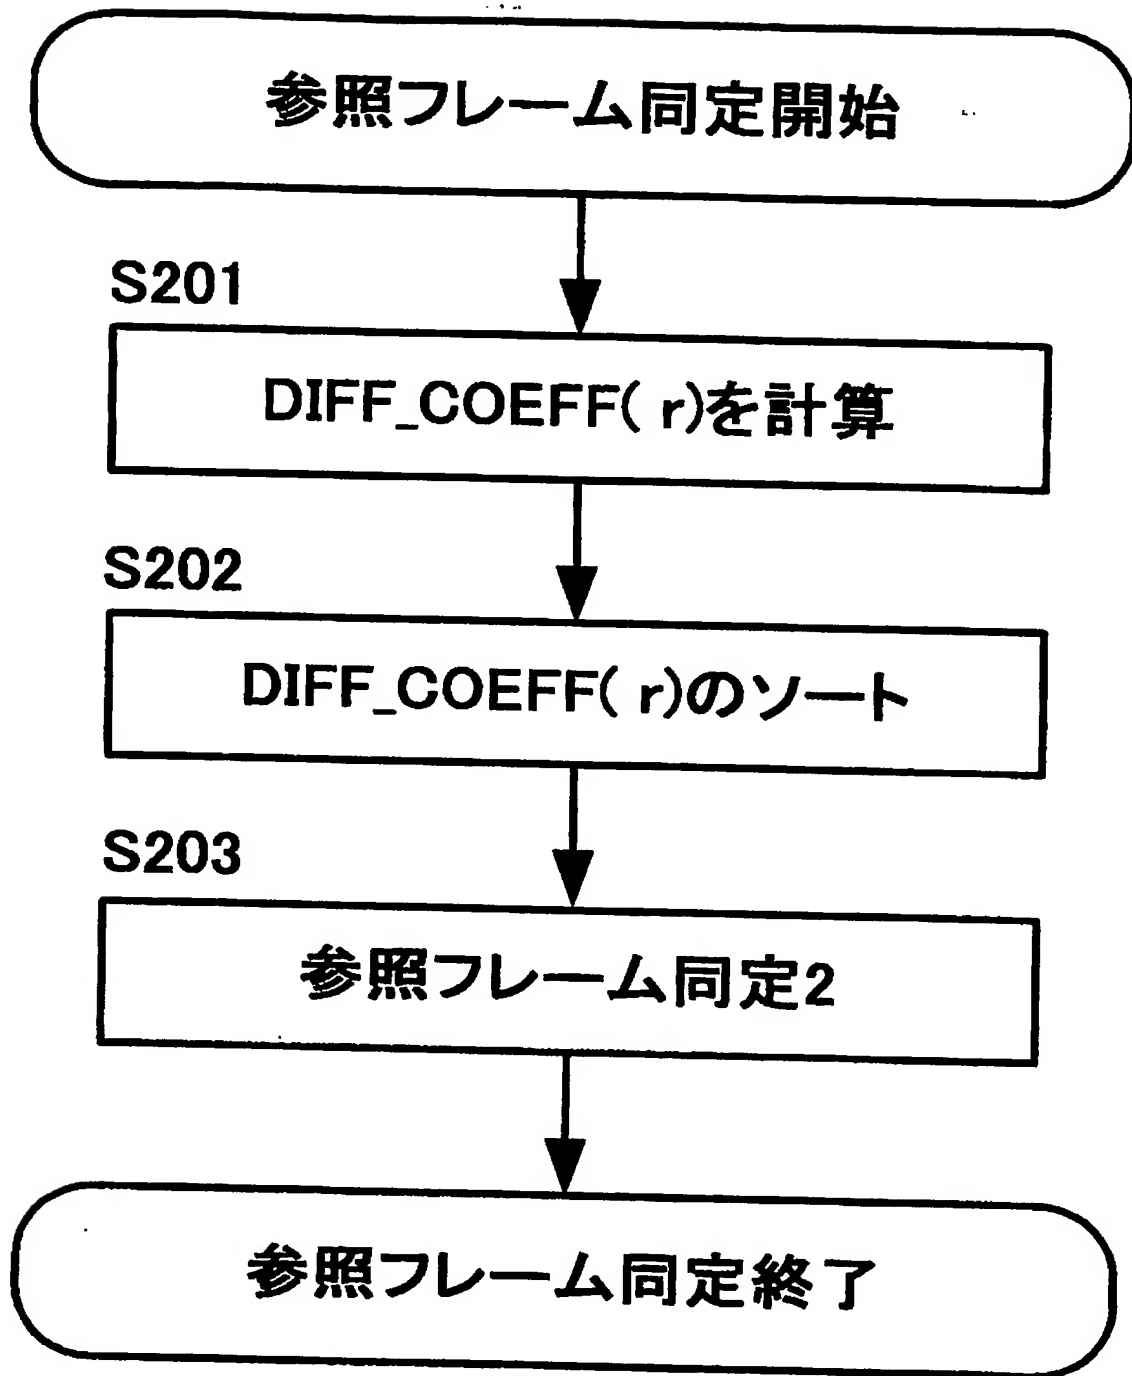 参照フレーム同定開始
S201
DIFF_COEFF( r)を計算
S202
DIFF_COEFF( r)のソート
S203
参照フレーム同定2
参照フレーム同定終了